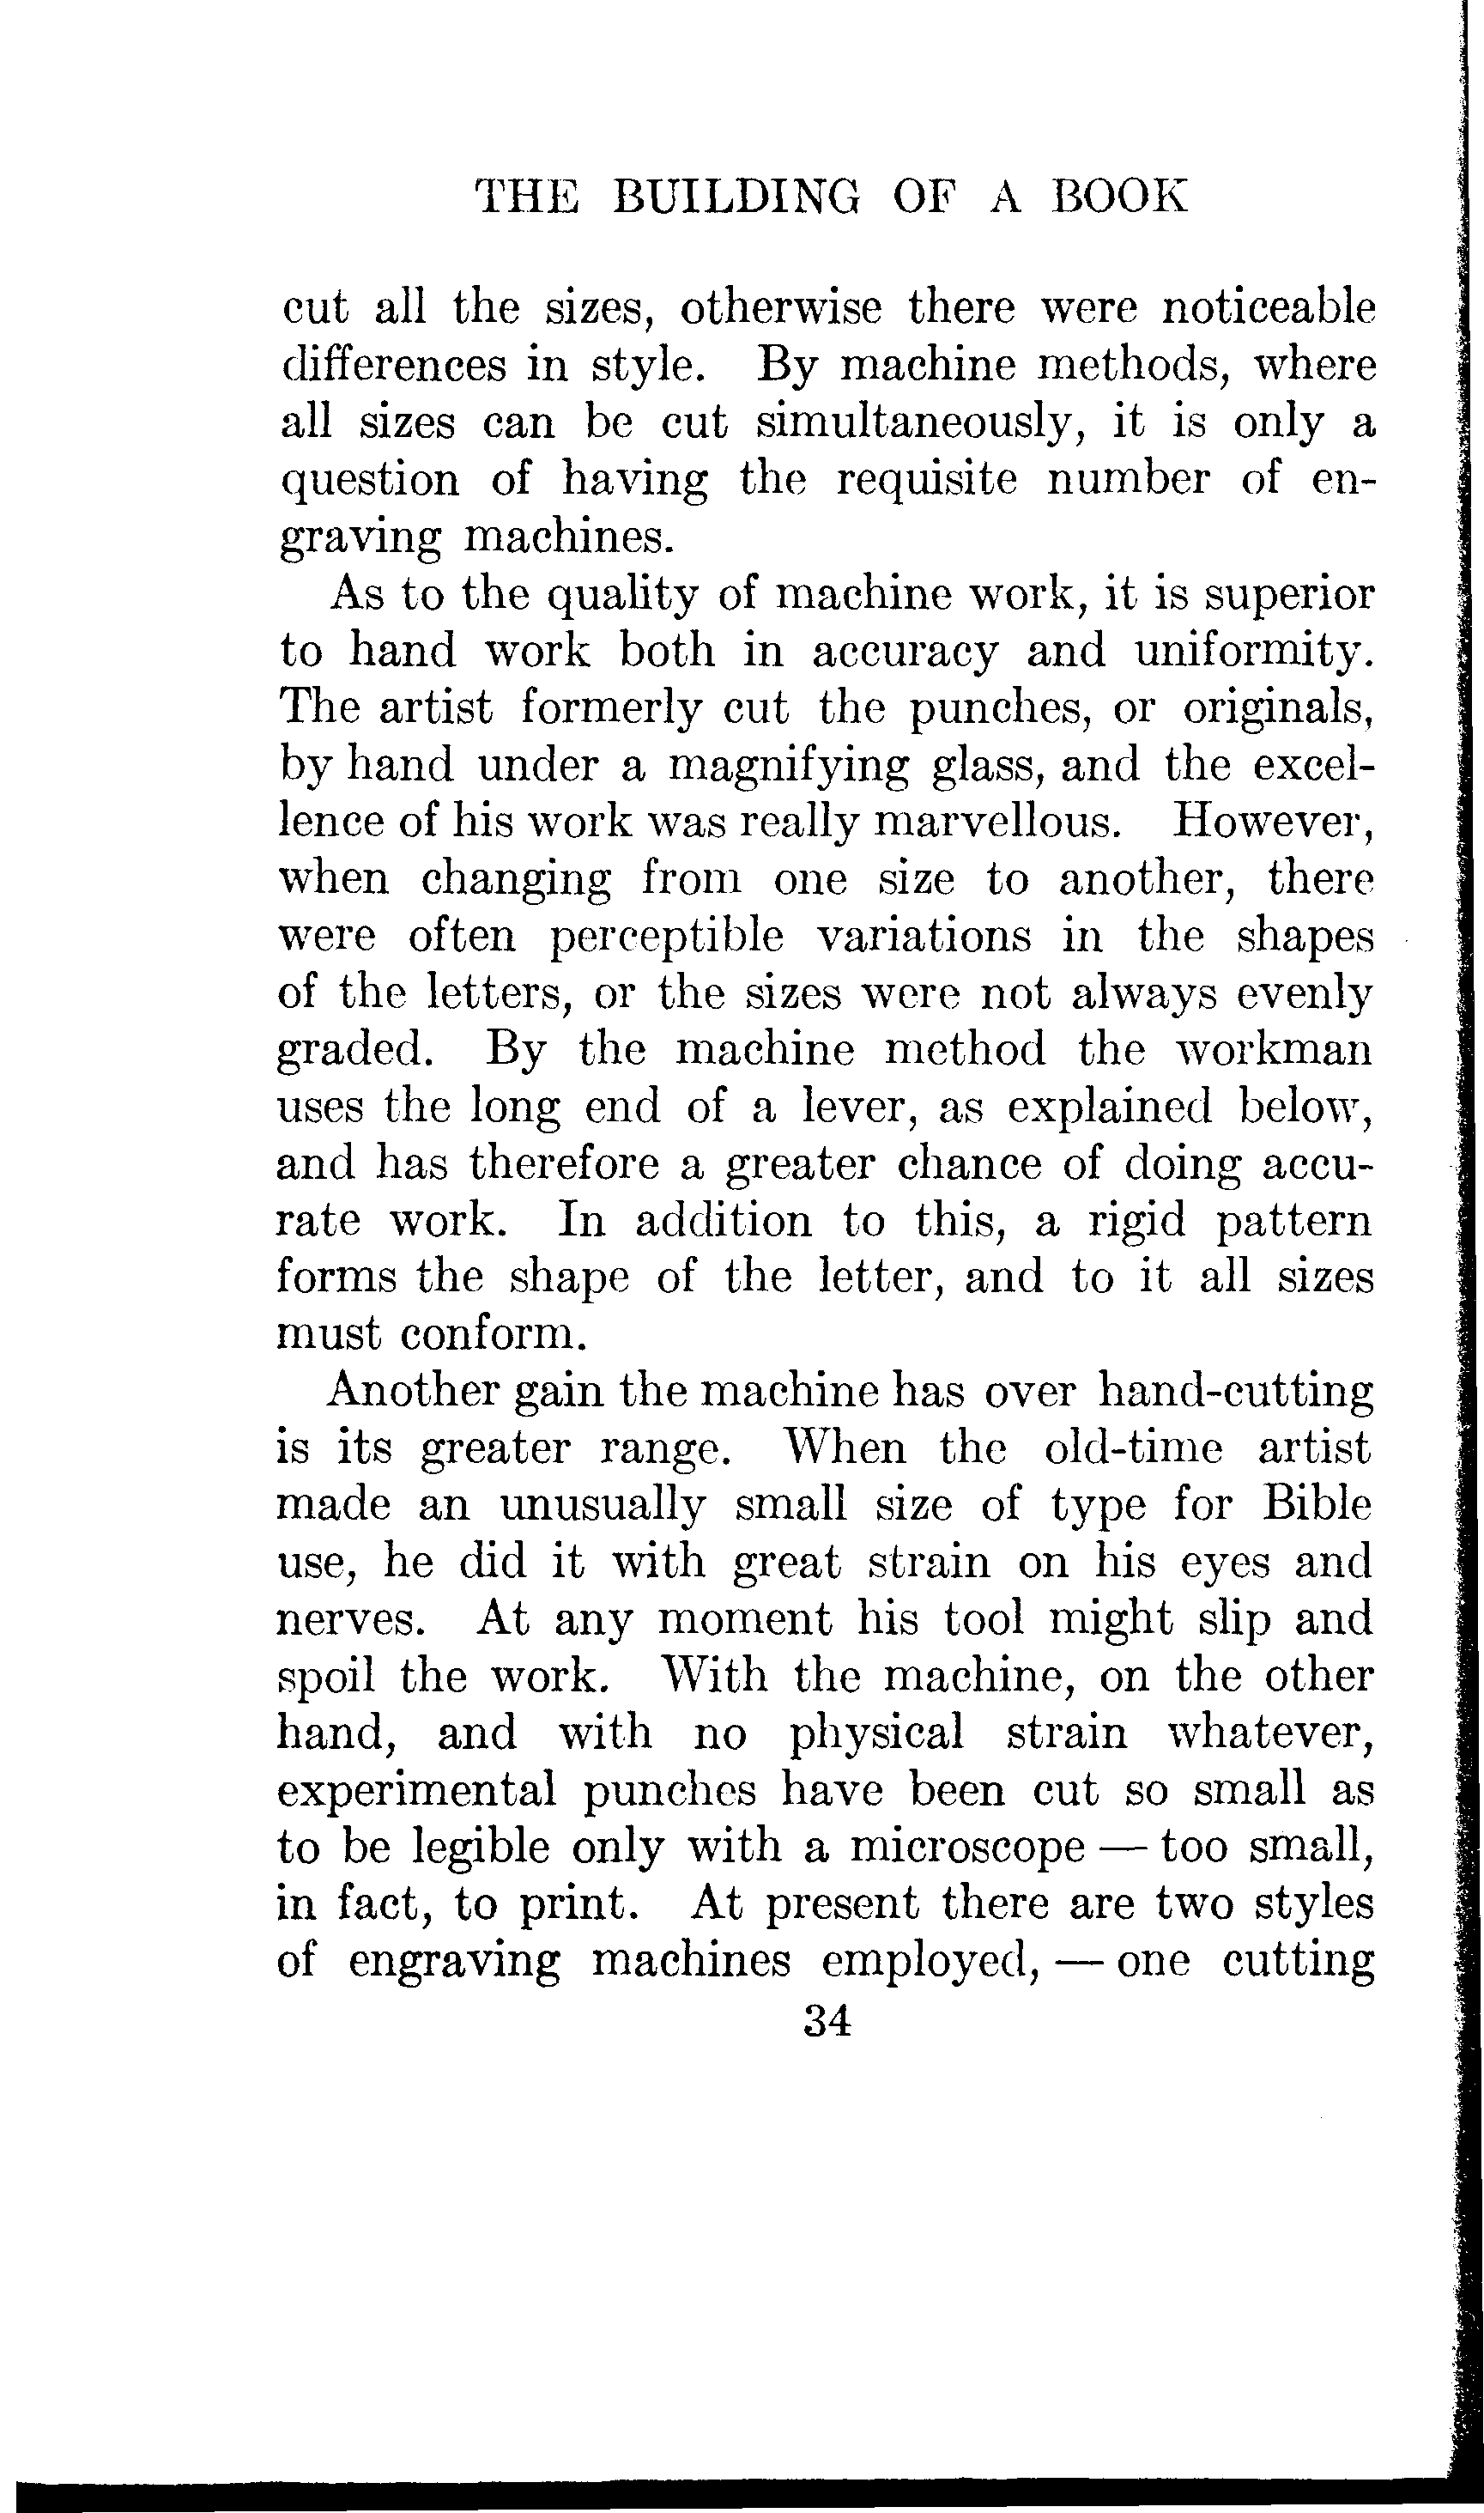 THE BUILDING OF A BOOK
cut all the sizes, otherwise there were noticeable
differences in style. By machine methods, where
all sizes can be cut simultaneously, it is only a
question of having the requisite number of en-
graving machines.
As to the quality of machine work, it is superior
to hand work both in accuracy and uniformity.
The artist formerly cut the punches, or originals,
by hand under a magnifying glass, and the excel-
lence of his work was really marvellous. However,
when changing from one size to another, there
were often perceptible variations in the shapes
of the letters, or the sizes were not always evenly
graded. By the machine method the workman
uses the long end of a lever, as explained below,
and has therefore a greater chance of doing accu-
rate work. In addition to this, a rigid pattern
forms the shape of the letter, and to it all sizes
must conform.
Another gain the machine has over hand-cutting
is its greater range. When the old-time artist
made an unusually small size of type for Bible
use, he did it with great strain on his eyes and
nerves. At any moment his tool might slip and
spoil the work. With the machine, on the other
hand, and with no physical strain whatever,
experimental punches have been cut so small as
to be legible only with a microscope — too small,
in fact, to print. At present there are two styles
of engraving machines employed, — one cutting
34